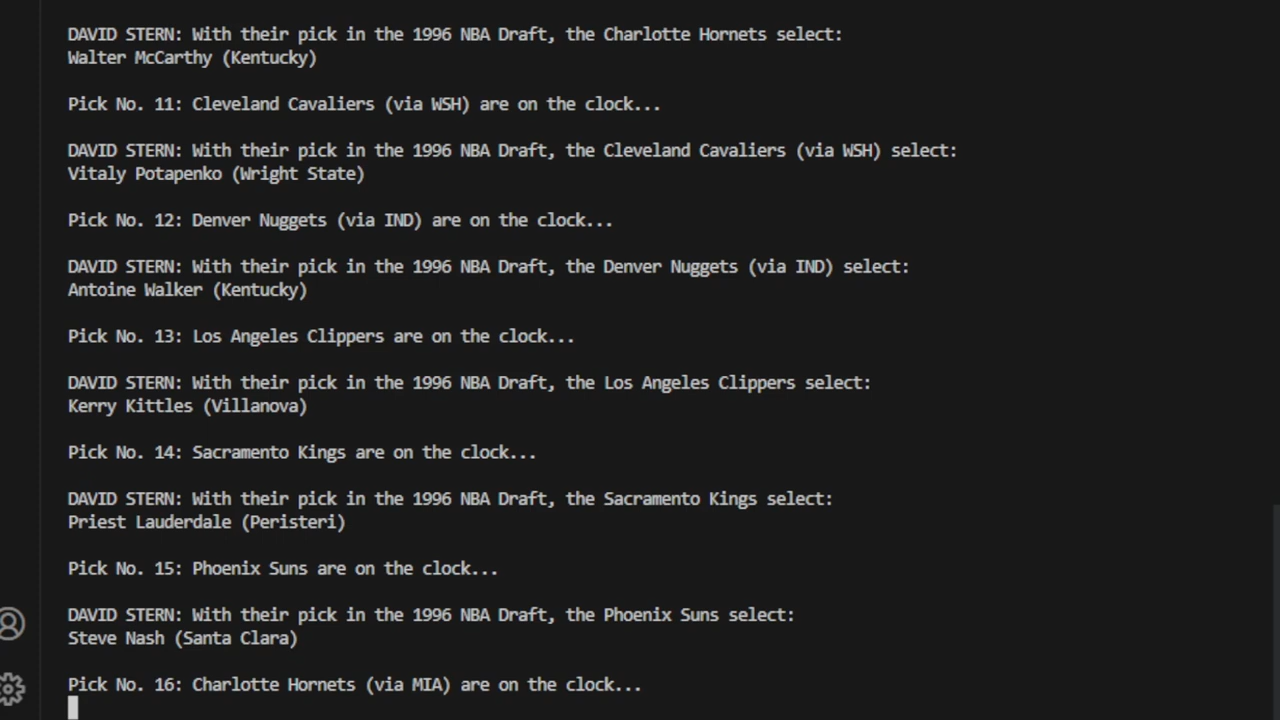 DAVID STERN: With their pick in the 1996 NBA Draft, the Charlotte Hornets select:
Walter McCarthy (Kentucky)
Pick No. 11: Cleveland Cavaliers (via WSH) are on the clock...
DAVID STERN: With their pick in the 1996 NBA Draft, the Cleveland Cavaliers (via WSH) select:
Vitaly Potapenko (Wright State)
Pick No. 12: Denver Nuggets (via IND) are on the clock...
DAVID STERN: With their pick in the 1996 NBA Draft, the Denver Nuggets (via IND) select:
Antoine Walker (Kentucky)
Pick No. 13: Los Angeles Clippers are on the clock...
DAVID STERN: With their pick in the 1996 NBA Draft, the Los Angeles Clippers select:
Kerry Kittles (Villanova)
Pick No. 14: Sacramento Kings are on the clock...
DAVID STERN: With their pick in the 1996 NBA Draft, the Sacramento Kings select:
Priest Lauderdale (Peristeri)
Pick No. 15: Phoenix Suns are on the clock...
DAVID STERN: With their pick in the 1996 NBA Draft, the Phoenix Suns select:
Steve Nash (Santa Clara)
Pick No. 16: Charlotte Hornets (via MIA) are on the clock...